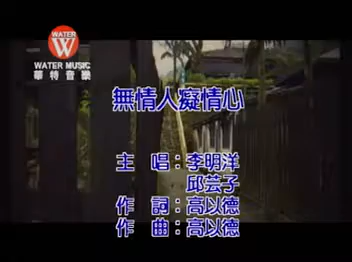 WATER
W
WATER MUSIC
華特音樂
無情人癡情心
主 唱：李明洋
邱芸子
作 詞：高以德
作 曲：高以德